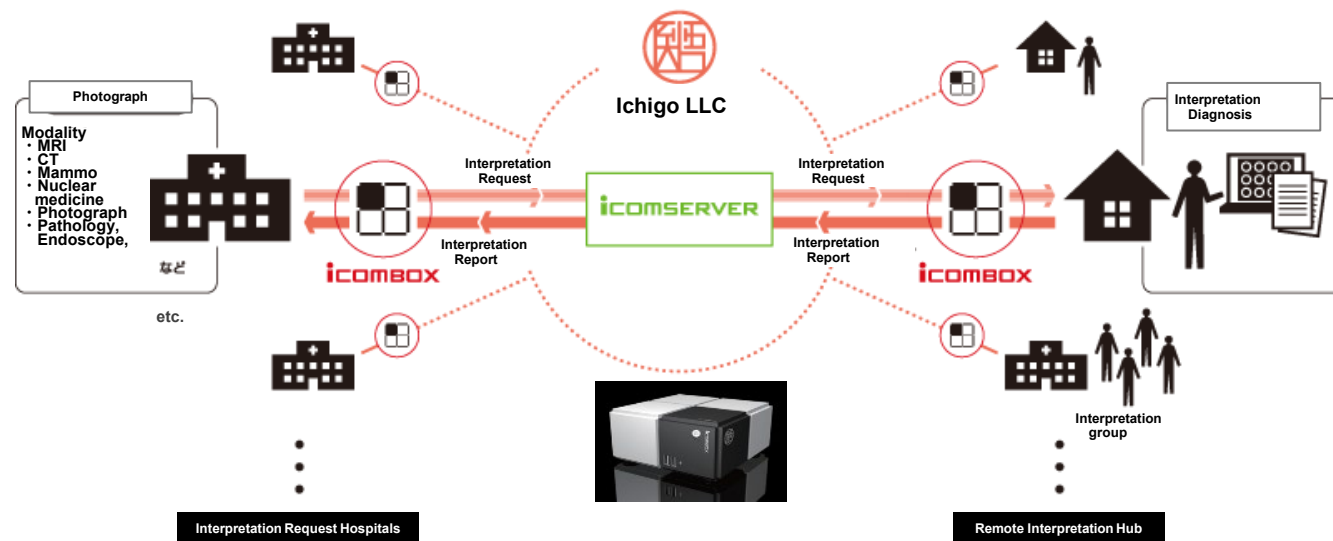 Ichigo LLC
Photograph
Modality
・ MRI
・ CT
・ Mammo
・ Nuclear
medicine
・ Photograph
・ Pathology,
Endoscope,
など
etc.
Interpretation
Request
Interpretation
Report
icomBOX
icomSERVER
Interpretation
Request
Interpretation
Report
icomBOX
Interpretation
Diagnosis
Interpretation
group
icomBOX
Interpretation Request Hospitals
Remote Interpretation Hub